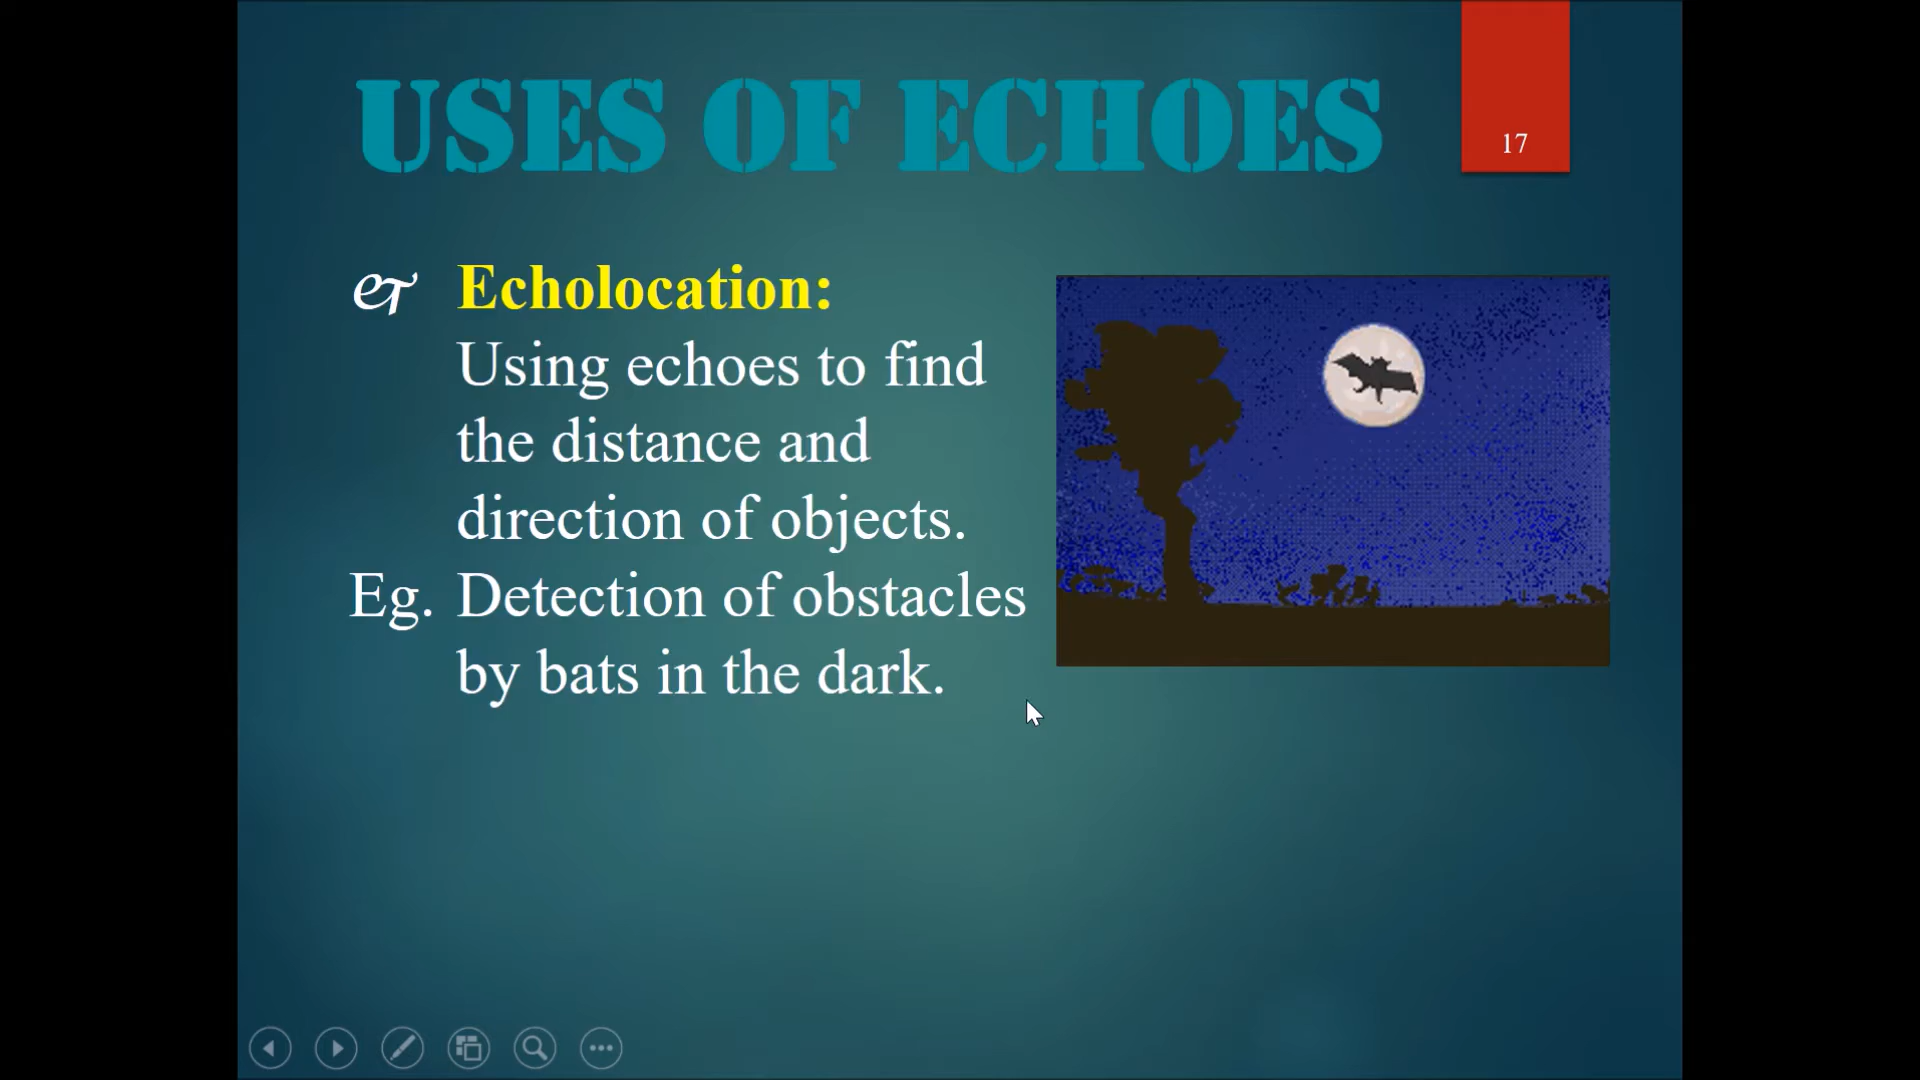 USES OF ECHOES
17
Echolocation:
Using echoes to find
the distance and
direction of objects.
Eg. Detection of obstacles
by bats in the dark.